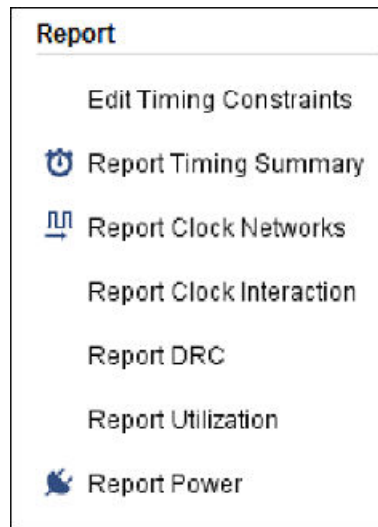 Report
Edit Timing Constraints
Report Timing Summary
Report Clock Networks
Report Clock Interaction
Report DRC
Report Utilization
Report Power